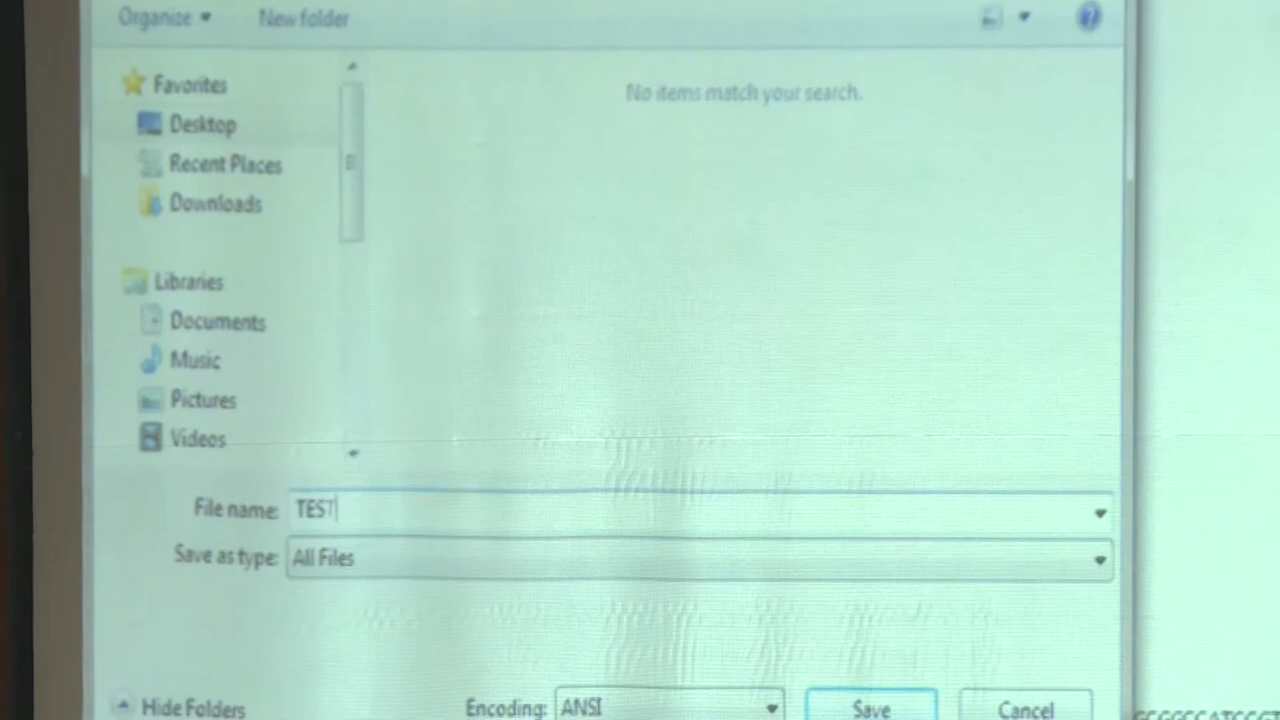 Organize New folder
Favorites
Desktop
Recent Places
Downloads
Libraries
Documents
Music
Pictures
Videos
No items match your search.
File name: TEST
Save as type: All Files
Hide Folders Encoding: ANSI Save Cancel